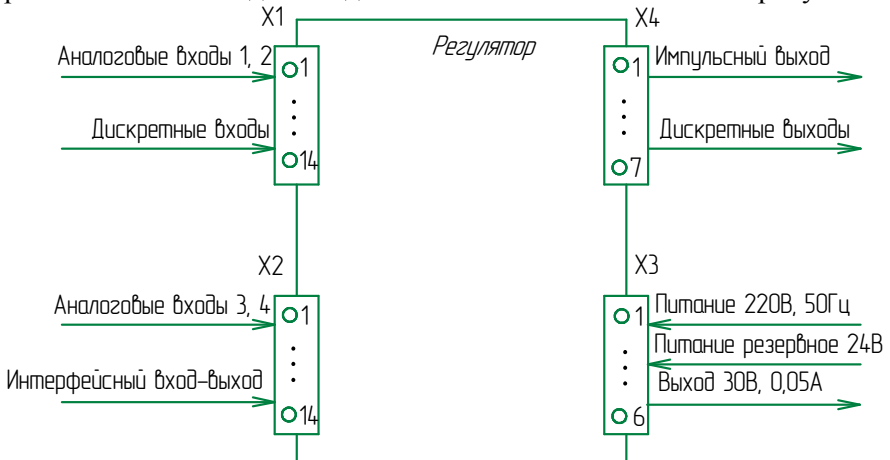 X1
X4
Регулятор
Аналоговые входы 1, 2
1
1
Импульсный выход
Дискретные входы
Дискретные выходы
14
7
X2
X3
Аналоговые входы 3, 4
1
1
Питание 220В, 50Гц
Питание резервное 24В
Интерфейсный вход-выход
Выход 30В, 0,05А
14
6